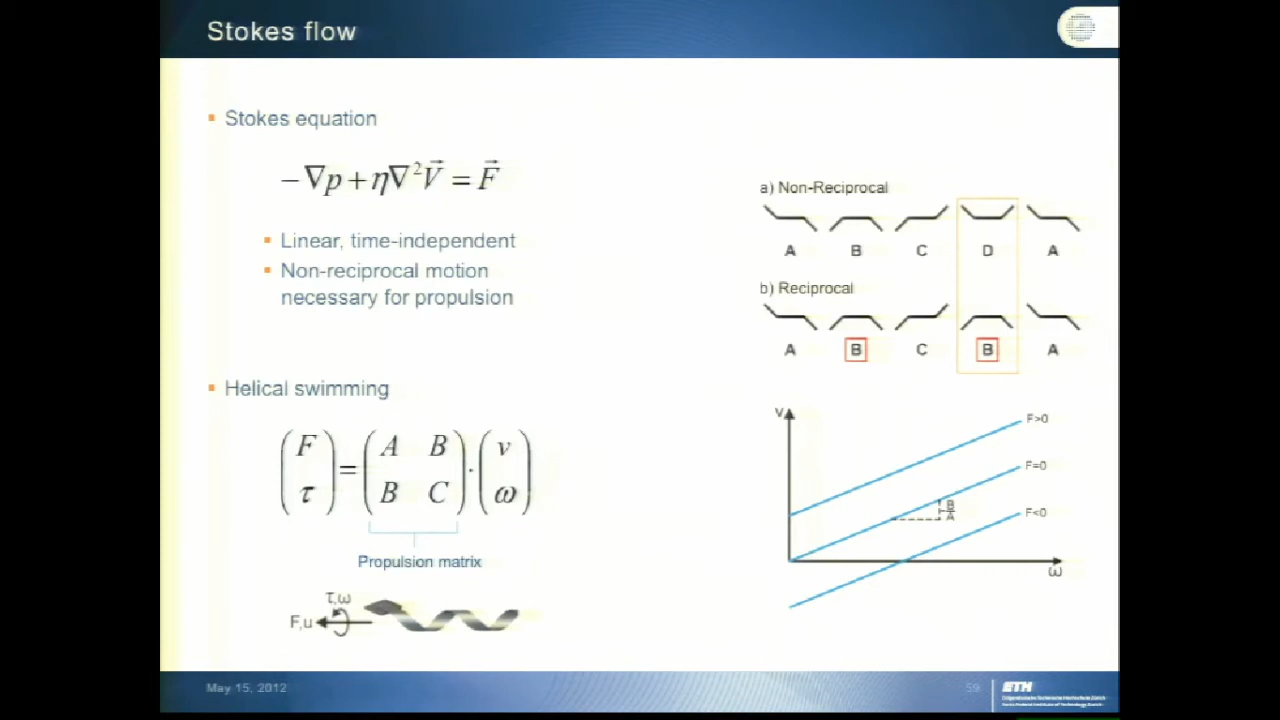 Stokes flow
Stokes equation
−∇p + η∇²V⃗ = F⃗
Linear, time-independent
Non-reciprocal motion
necessary for propulsion
Helical swimming
(F τ) = (A B B C) · (v ω)
Propulsion matrix
τ,ω
F,u
a) Non-Reciprocal
A B C D A
b) Reciprocal
A B C B A
v
F>0
F=0
B
A
F<0
ω
May 15, 2012
59
ETH